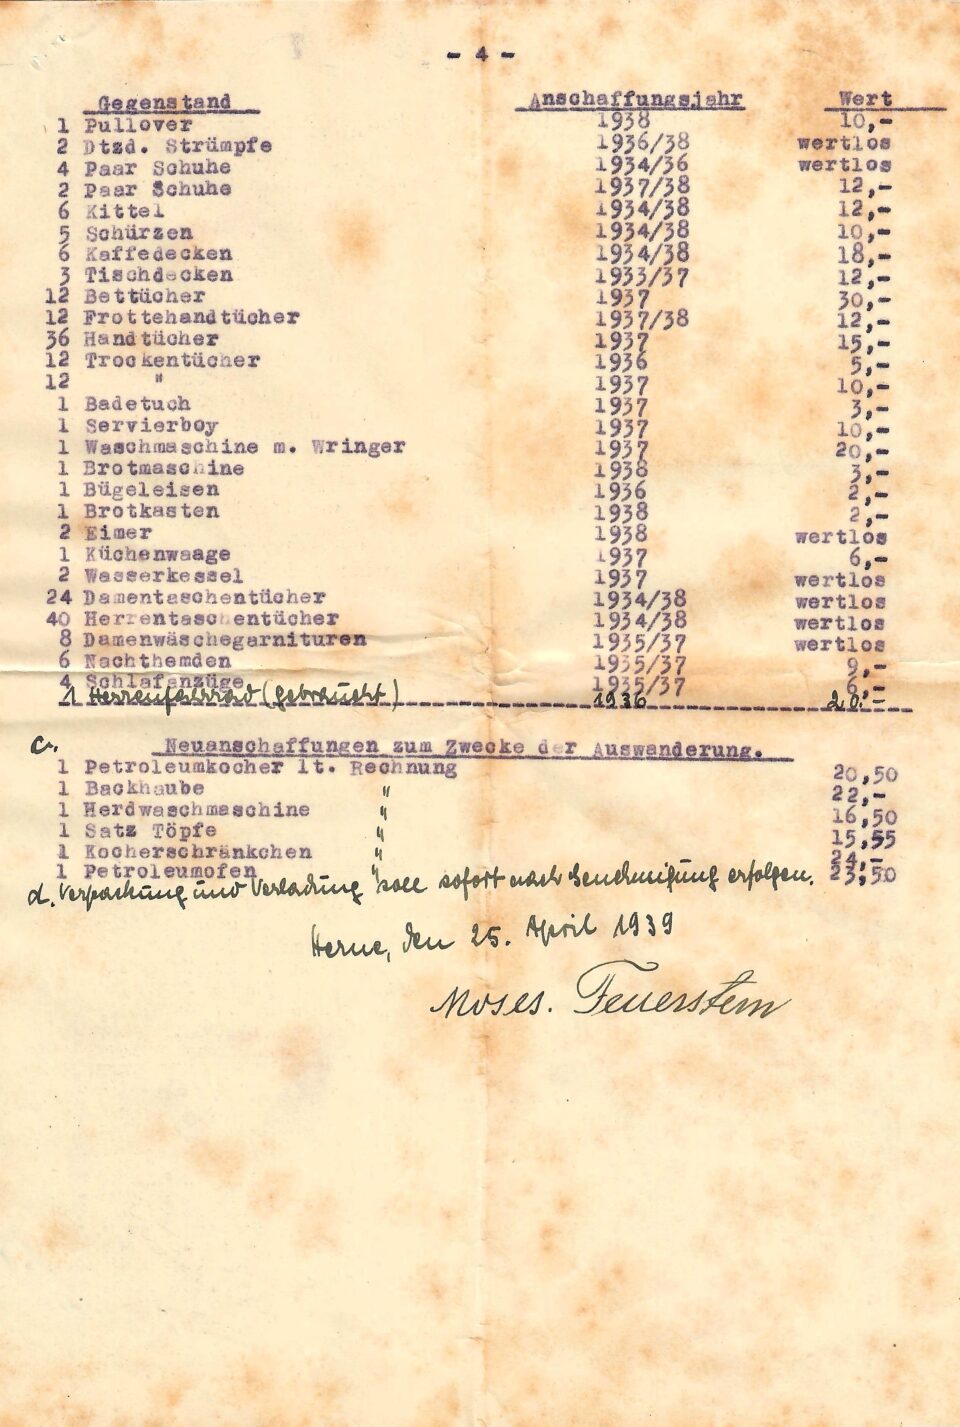 - 4 -
Gegenstand Anschaffungsjahr Wert
1 Pullover 1938 10,-
2 Dtzd. Strümpfe 1936/38 wertlos
4 Paar Schuhe 1934/36 wertlos
2 Paar Schuhe 1937/38 12,-
6 Kittel 1934/38 12,-
5 Schürzen 1934/38 10,-
6 Kaffedecken 1934/38 18,-
3 Tischdecken 1933/37 12,-
12 Bettücher 1937 30,-
12 Frottehandtücher 1937/38 12,-
36 Handtücher 1937 15,-
12 Trockentücher 1936 5,-
12 " 1937 10,-
1 Badetuch 1937 3,-
1 Servierboy 1937 10,-
1 Waschmaschine m. Wringer 1937 20,-
1 Brotmaschine 1938 3,-
1 Bügeleisen 1936 2,-
1 Brotkasten 1938 2,-
2 Eimer 1938 wertlos
1 Küchenwaage 1937 6,-
2 Wasserkessel 1937 wertlos
24 Damentaschentücher 1934/38 wertlos
40 Herrentaschentücher 1934/38 wertlos
8 Damenwäschegarnituren 1935/37 wertlos
6 Nachthemden 1935/37 9,-
4 Schlafanzüge 1935/37 6,-
1 Herrenfahrrad (gebraucht) 1936 20.-
c. Neuanschaffungen zum Zwecke der Auswanderung.
1 Petroleumkocher lt. Rechnung 20,50
1 Backhaube " 22,-
1 Herdwaschmaschine " 16,50
1 Satz Töpfe " 15,55
1 Kocherschränkchen " 24,-
1 Petroleumofen " 23,50
d. Verpackung und Verladung soll sofort nach Genehmigung erfolgen.
Herne, den 25. April 1939
Moses. Feuerstein